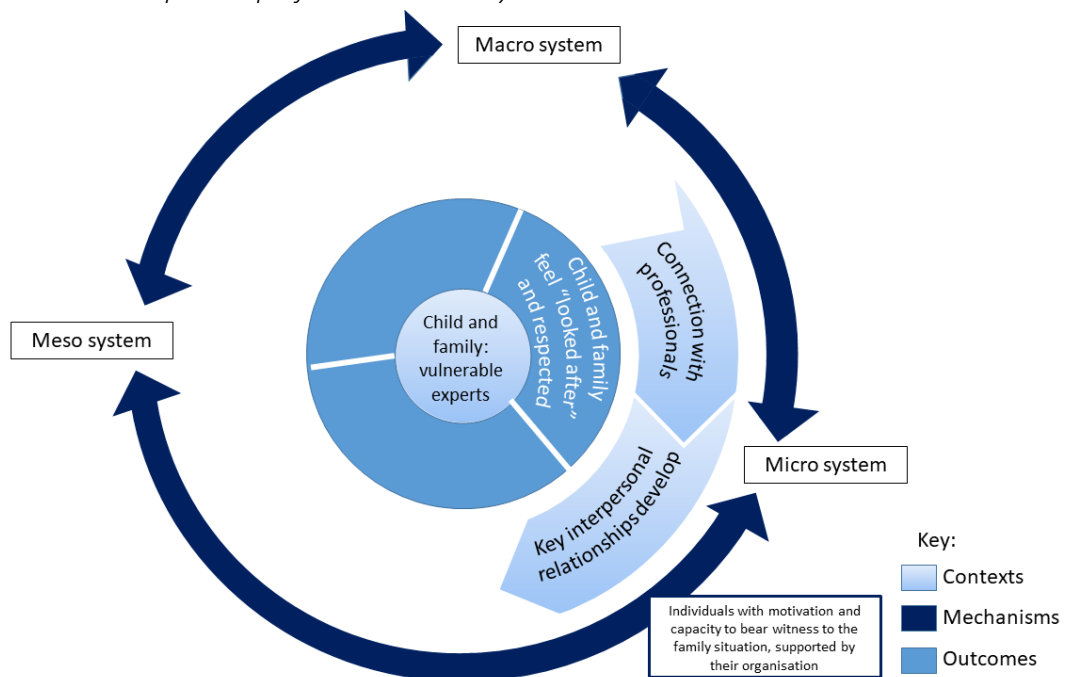 Macro system
Meso system
Child and
family:
vulnerable
experts
Child and family
feel “looked after”
and respected
Connection with
professionals
Key interpersonal
relationships develop
Micro system
Individuals with motivation and
capacity to bear witness to the
family situation, supported by
their organisation
Key:
Contexts
Mechanisms
Outcomes